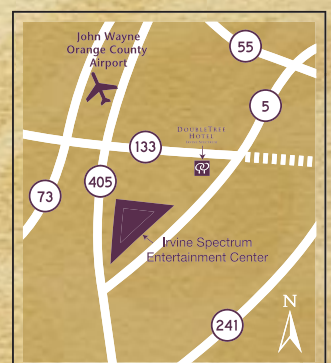 John Wayne
Orange County
Airport
55
5
133
DOUBLETREE
HOTEL
405
73
Irvine Spectrum
Entertainment Center
N
241